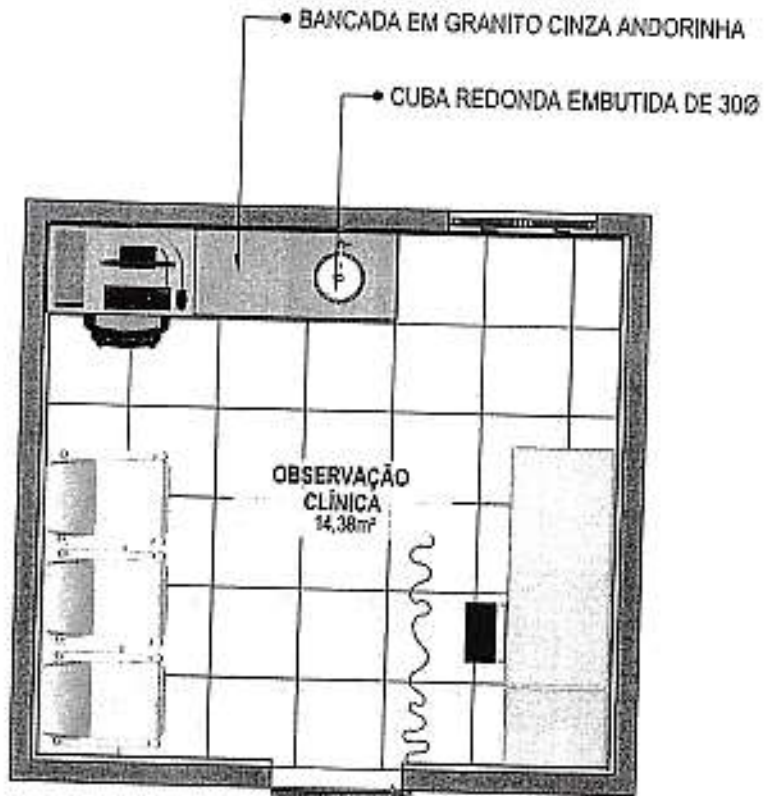 BANCADA EM GRANITO CINZA ANDORINHA
CUBA REDONDA EMBUTIDA DE 30Ø
OBSERVAÇÃO
CLÍNICA
14,38m²